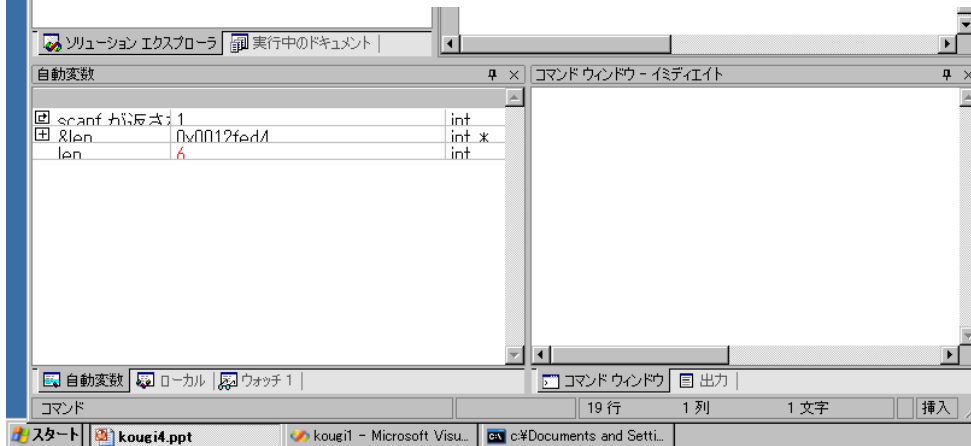 ソリューション エクスプローラ 実行中のドキュメント
自動変数
コマンド ウィンドウ - イミディエイト
scanf が返され 1 int
&len 0x0012fed4 int *
len 6 int
自動変数 ローカル ウォッチ 1
コマンド ウィンドウ 出力
コマンド 19 行 1 列 1 文字 挿入
スタート kougi4.ppt kougi1 - Microsoft Visu... c:¥Documents and Setti...